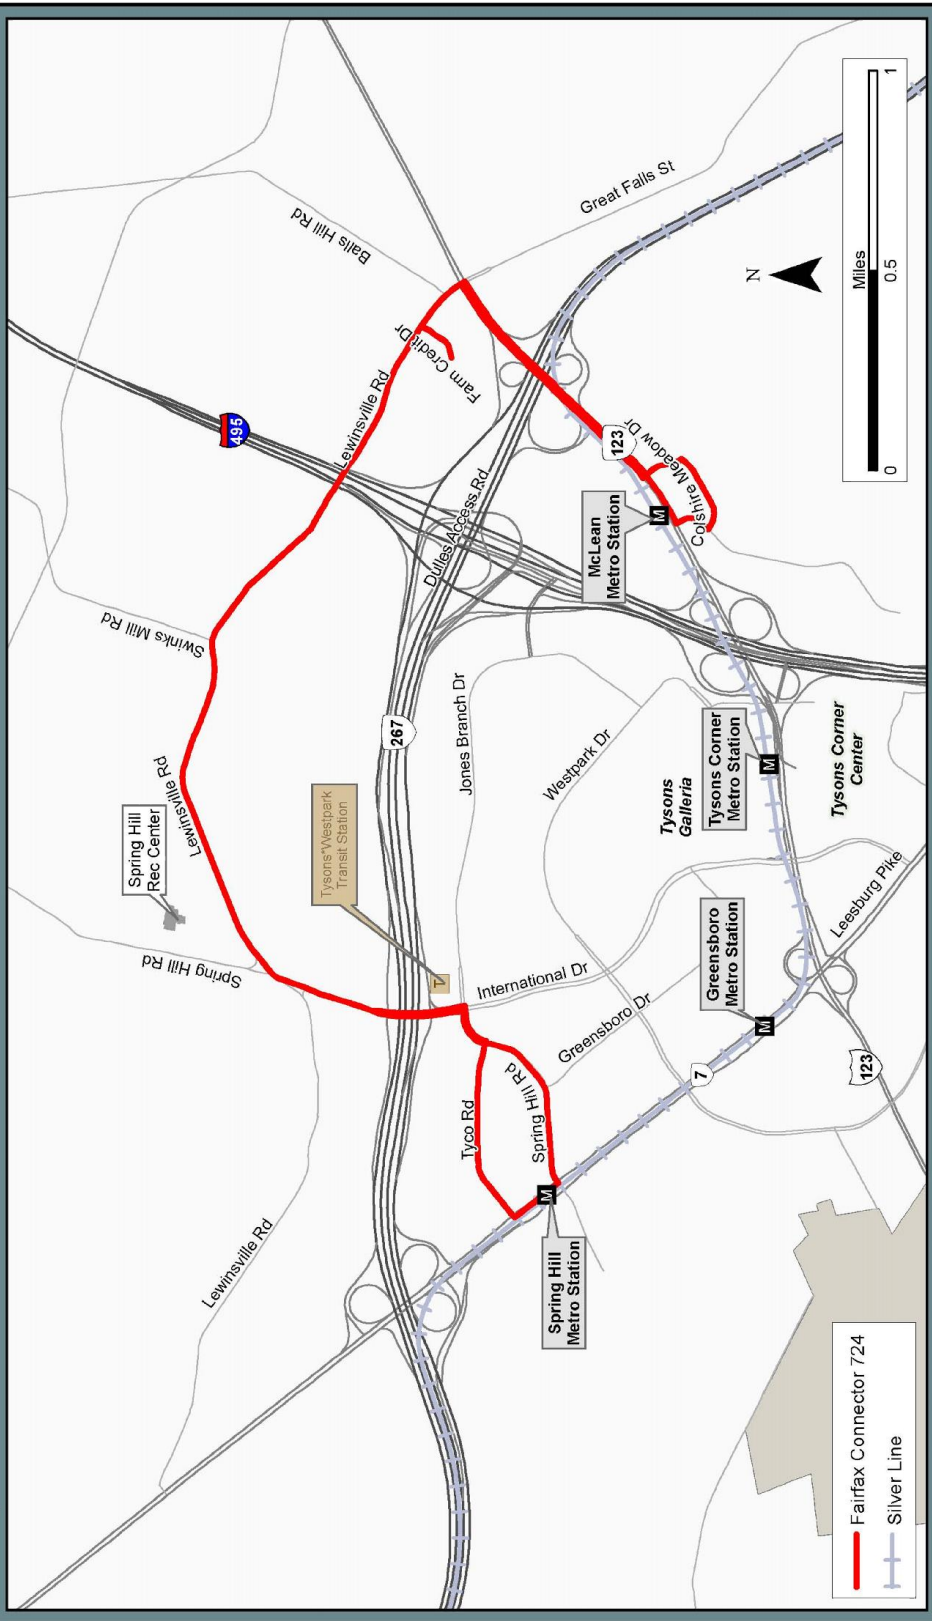 Fairfax Connector 724
Silver Line
Lewinsville Rd
Spring Hill
Metro Station
Tyco Rd
Spring Hill Rd
Greensboro Dr
International Dr
7
123
Greensboro
Metro Station
Leesburg Pike
Spring Hill Rd
Spring Hill
Rec Center
Lewinsville Rd
Tysons*Westpark
Transit Station
T
267
Jones Branch Dr
Westpark Dr
Tysons
Galleria
Tysons Corner
Metro Station
Tysons Corner
Center
Swinks Mill Rd
Dulles Access Rd
McLean
Metro Station
Colshire Meadow Dr
123
495
Lewinsville Rd
Farm Credit Dr
Balls Hill Rd
Great Falls St
M
M
M
M
N
Miles
0
0.5
1